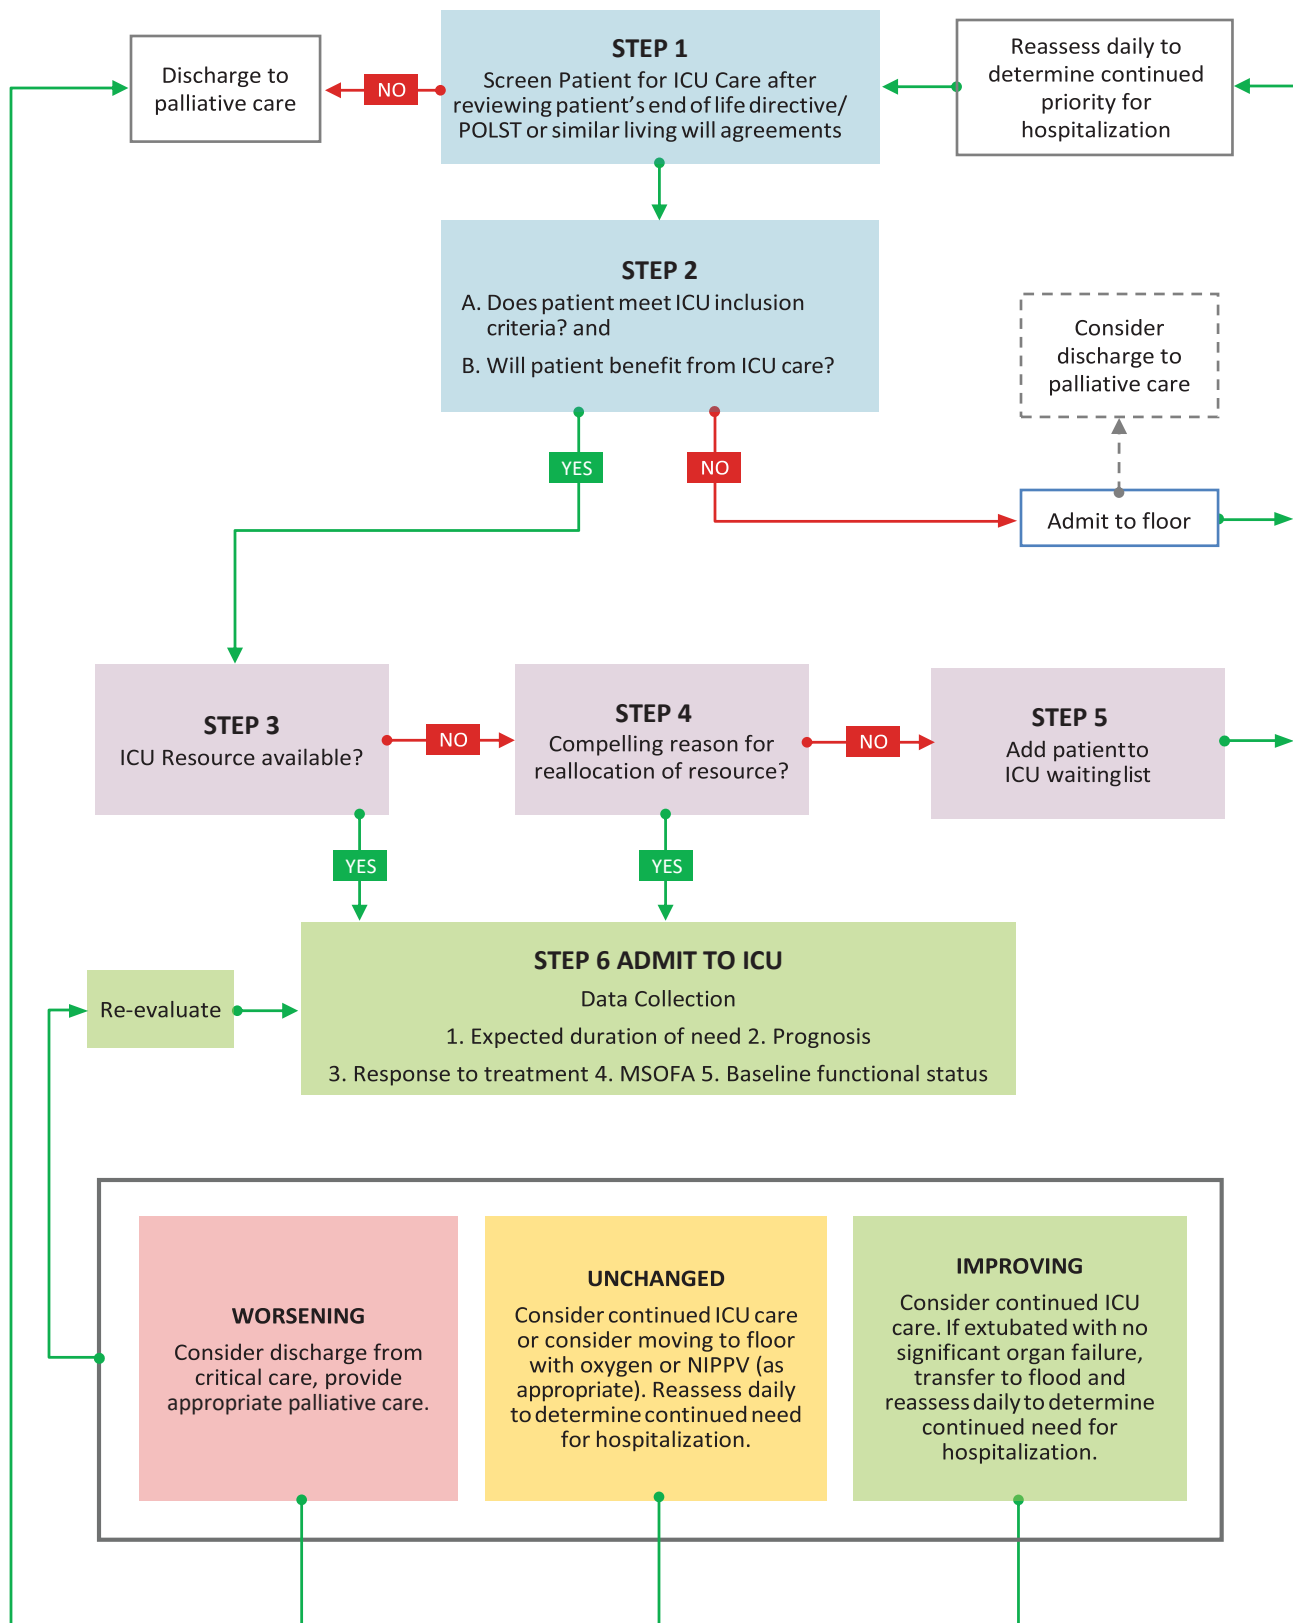 STEP 1
Screen Patient for ICU Care after
reviewing patient's end of life directive/
POLST or similar living will agreements
NO
Discharge to
palliative care
Reassess daily to
determine continued
priority for
hospitalization
STEP 2
A. Does patient meet ICU inclusion
criteria? and
B. Will patient benefit from ICU care?
Consider
discharge to
palliative care
YES
NO
Admit to floor
STEP 3
ICU Resource available?
NO
STEP 4
Compelling reason for
reallocation of resource?
NO
STEP 5
Add patient to
ICU waiting list
YES
YES
STEP 6 ADMIT TO ICU
Data Collection
1. Expected duration of need 2. Prognosis
3. Response to treatment 4. MSOFA 5. Baseline functional status
Re-evaluate
WORSENING
Consider discharge from
critical care, provide
appropriate palliative care.
UNCHANGED
Consider continued ICU care
or consider moving to floor
with oxygen or NIPPV (as
appropriate). Reassess daily
to determine continued need
for hospitalization.
IMPROVING
Consider continued ICU
care. If extubated with no
significant organ failure,
transfer to flood and
reassess daily to determine
continued need for
hospitalization.